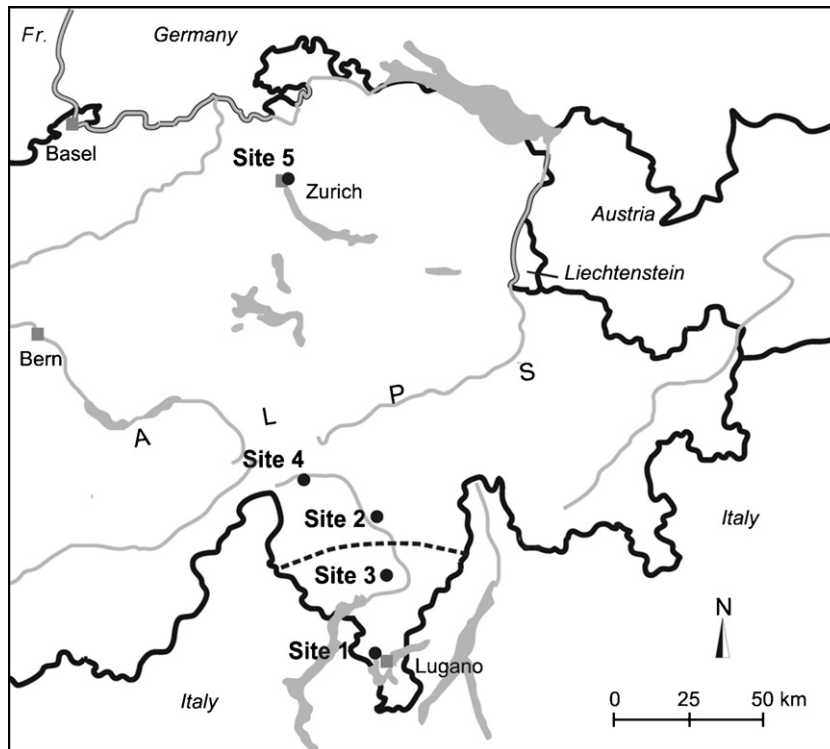 Fr.
Germany
Basel
Site 5
Zurich
Austria
Liechtenstein
Bern
A L P S
Site 4
Site 2
Italy
Site 3
Site 1
Lugano
N
Italy
0 25 50 km